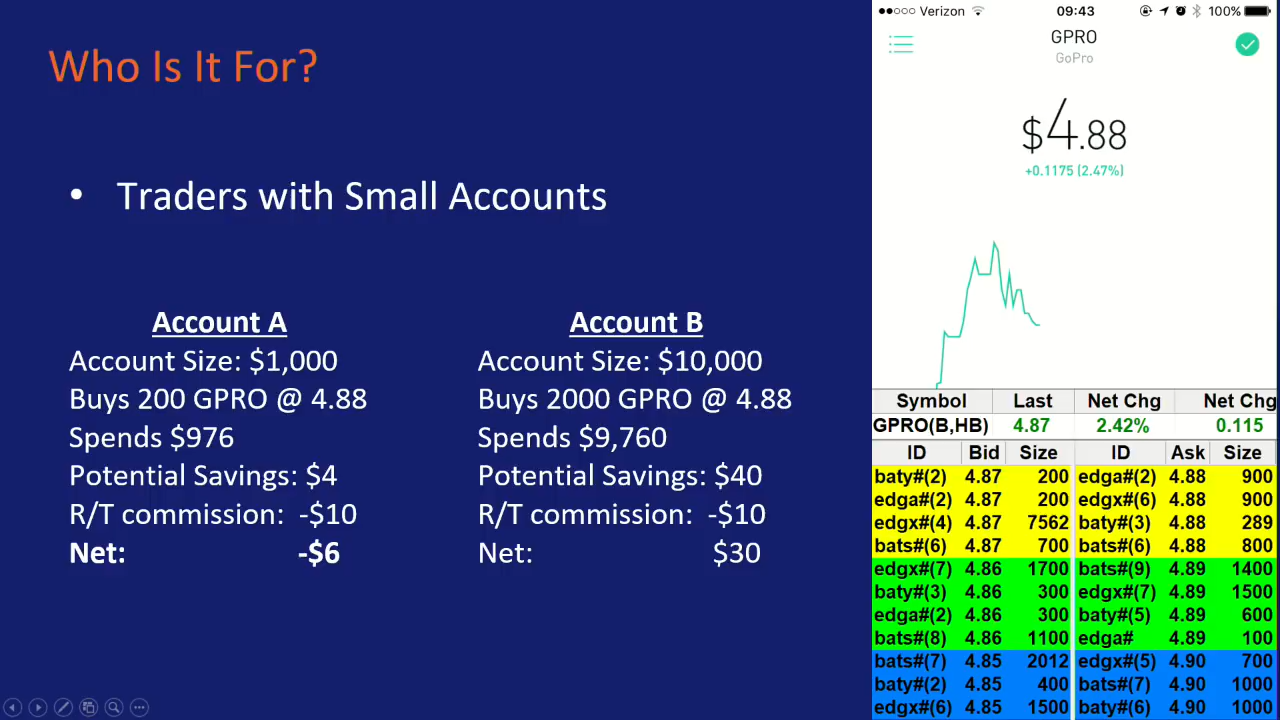 Who Is It For?
• Traders with Small Accounts
Account A
Account Size: $1,000
Buys 200 GPRO @ 4.88
Spends $976
Potential Savings: $4
R/T commission: -$10
Net: -$6
Account B
Account Size: $10,000
Buys 2000 GPRO @ 4.88
Spends $9,760
Potential Savings: $40
R/T commission: -$10
Net: $30
Verizon 09:43 100%
GPRO
GoPro
$4.88
+0.1175 (2.47%)
Symbol Last Net Chg Net Chg
GPRO(B,HB) 4.87 2.42% 0.115
ID Bid Size ID Ask Size
baty#(2) 4.87 200 edga#(2) 4.88 900
edga#(2) 4.87 200 edgx#(6) 4.88 900
edgx#(4) 4.87 7562 baty#(3) 4.88 289
bats#(6) 4.87 700 bats#(6) 4.88 800
edgx#(7) 4.86 1700 bats#(9) 4.89 1400
baty#(3) 4.86 300 edgx#(7) 4.89 1500
edga#(2) 4.86 300 baty#(5) 4.89 600
bats#(8) 4.86 1100 edga# 4.89 100
bats#(7) 4.85 2012 edgx#(5) 4.90 700
baty#(2) 4.85 400 bats#(7) 4.90 1000
edgx#(6) 4.85 1500 baty#(6) 4.90 1000